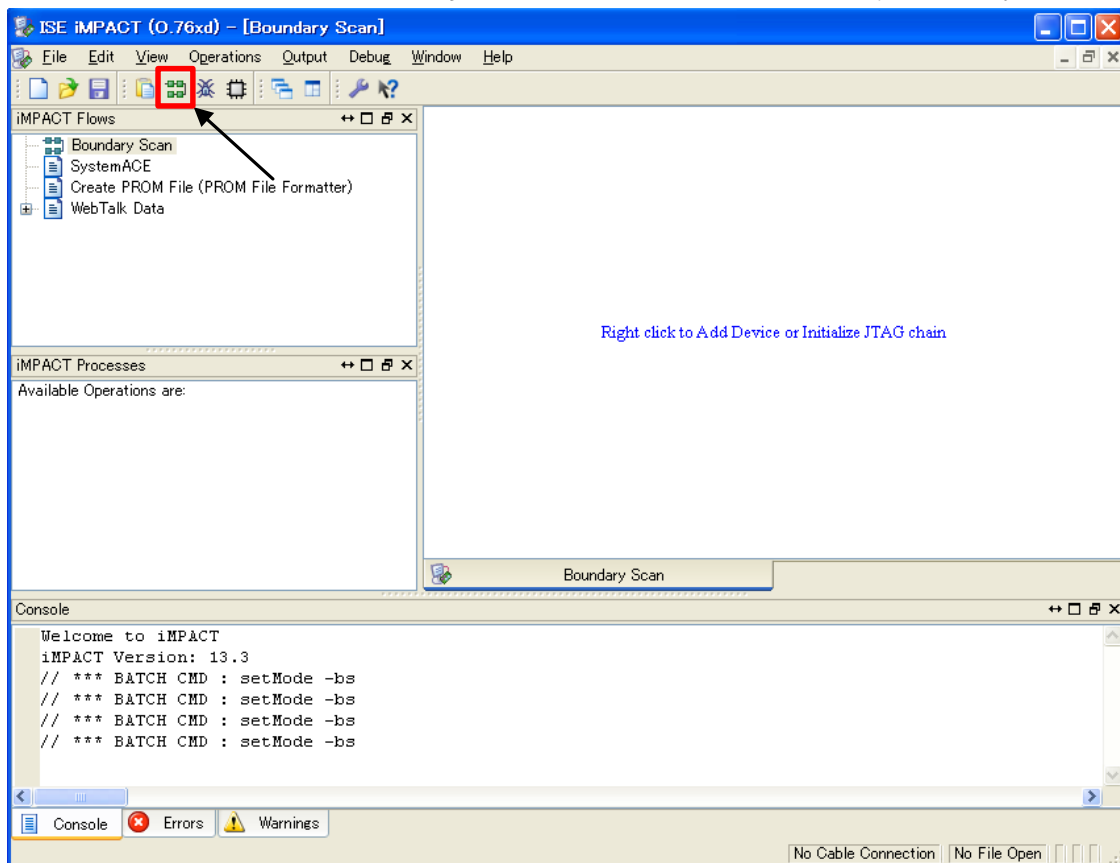 ISE iMPACT (O.76xd) - [Boundary Scan]
File Edit View Operations Output Debug Window Help
iMPACT Flows
Boundary Scan
SystemACE
Create PROM File (PROM File Formatter)
WebTalk Data
Right click to Add Device or Initialize JTAG chain
iMPACT Processes
Available Operations are:
Boundary Scan
Console
Welcome to iMPACT
iMPACT Version: 13.3
// *** BATCH CMD : setMode -bs
// *** BATCH CMD : setMode -bs
// *** BATCH CMD : setMode -bs
// *** BATCH CMD : setMode -bs
Console Errors Warnings
No Cable Connection No File Open